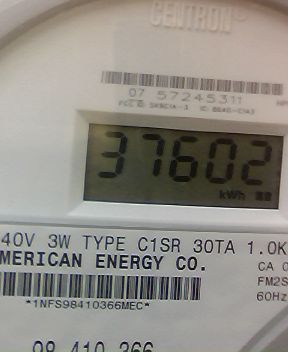 CENTRON®
07 57245311
37602
kWh
40V 3W TYPE C1SR 30TA 1.0K
MERICAN ENERGY CO.
CA 0
FM2S
60Hz
*1NFS98410366MEC*
98 410 366